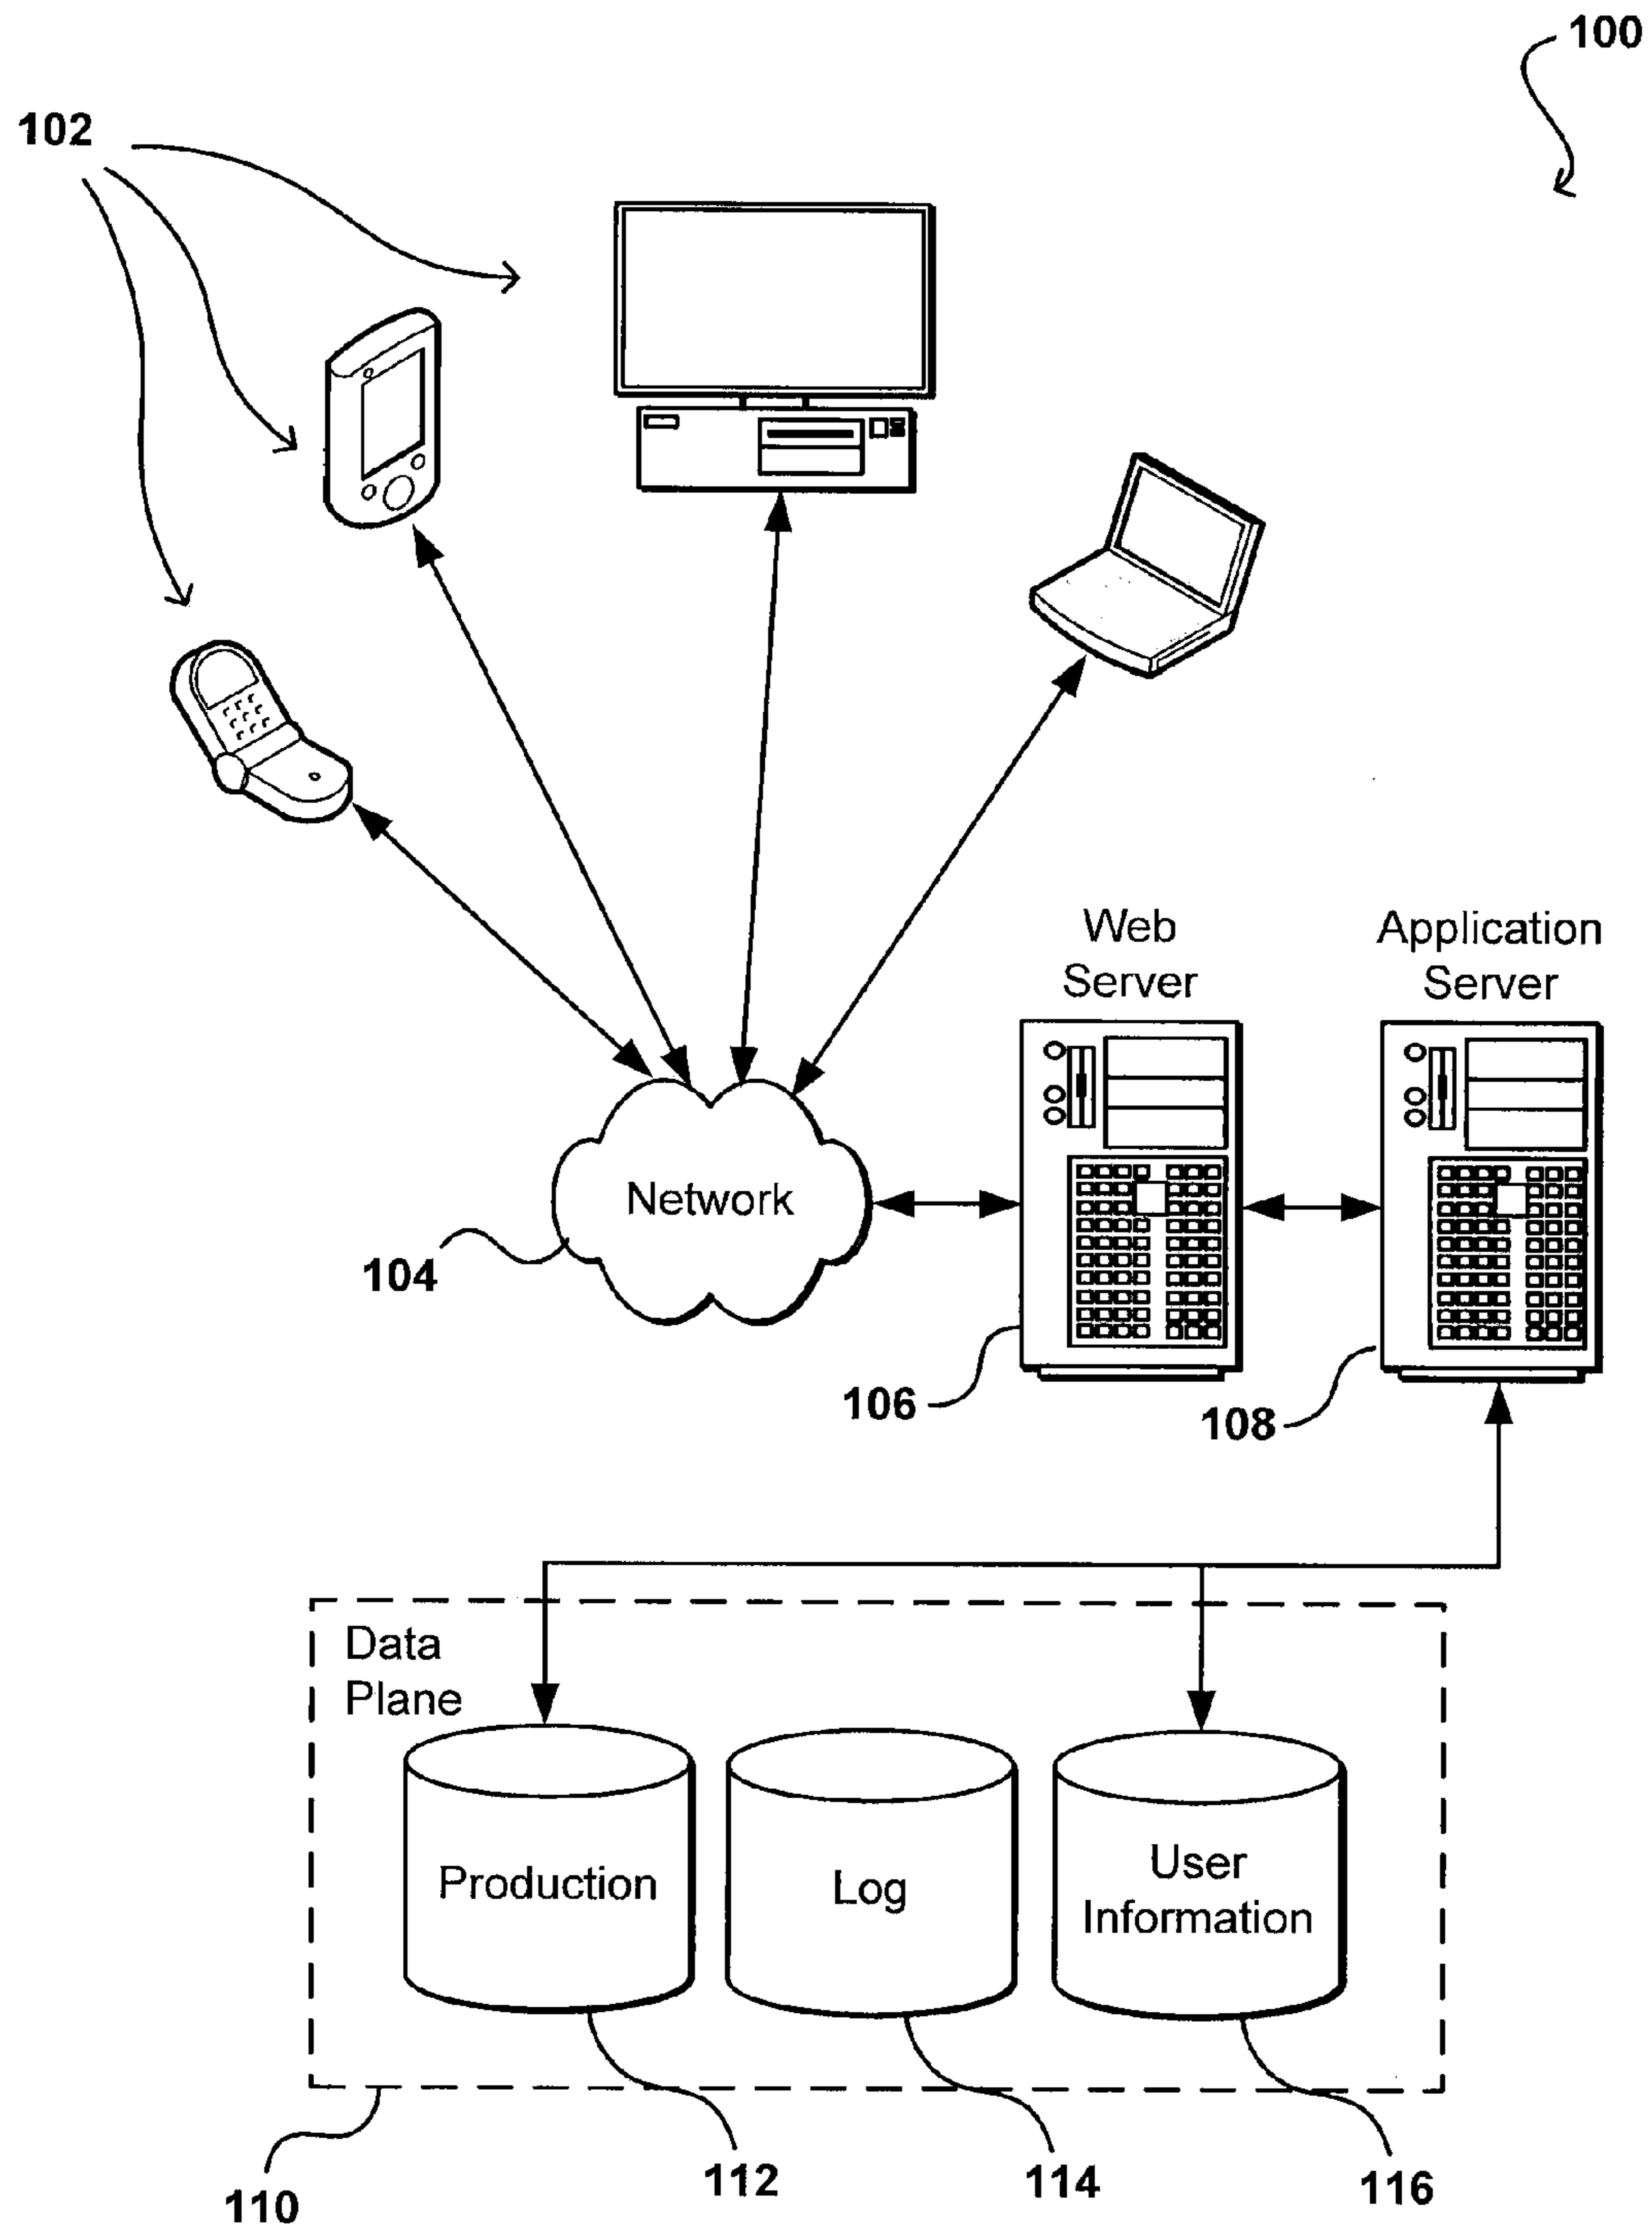 100
102
Web
Server
Application
Server
Network
104
106
108
Data
Plane
Production
Log
User
Information
110
112
114
116